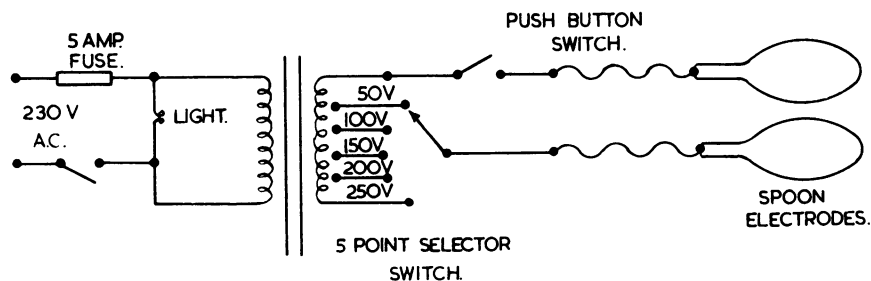 5 AMP.
FUSE.
230 V
A.C.
LIGHT.
50V
100V
150V
200V
250V
5 POINT SELECTOR
SWITCH.
PUSH BUTTON
SWITCH.
SPOON
ELECTRODES.